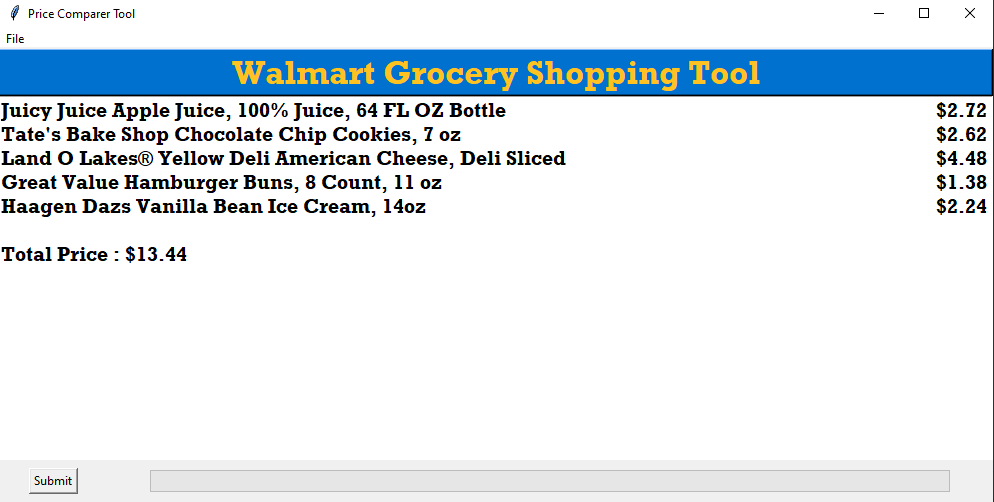 Price Comparer Tool
File
Walmart Grocery Shopping Tool
Juicy Juice Apple Juice, 100% Juice, 64 FL OZ Bottle $2.72
Tate's Bake Shop Chocolate Chip Cookies, 7 oz $2.62
Land O Lakes® Yellow Deli American Cheese, Deli Sliced $4.48
Great Value Hamburger Buns, 8 Count, 11 oz $1.38
Haagen Dazs Vanilla Bean Ice Cream, 14oz $2.24
Total Price : $13.44
Submit